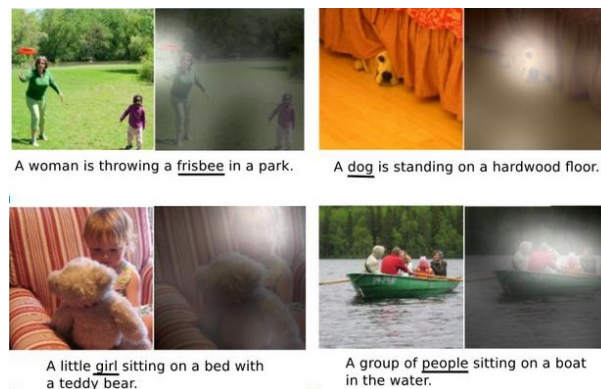 A woman is throwing a frisbee in a park.
A dog is standing on a hardwood floor.
A little girl sitting on a bed with
a teddy bear.
A group of people sitting on a boat
in the water.